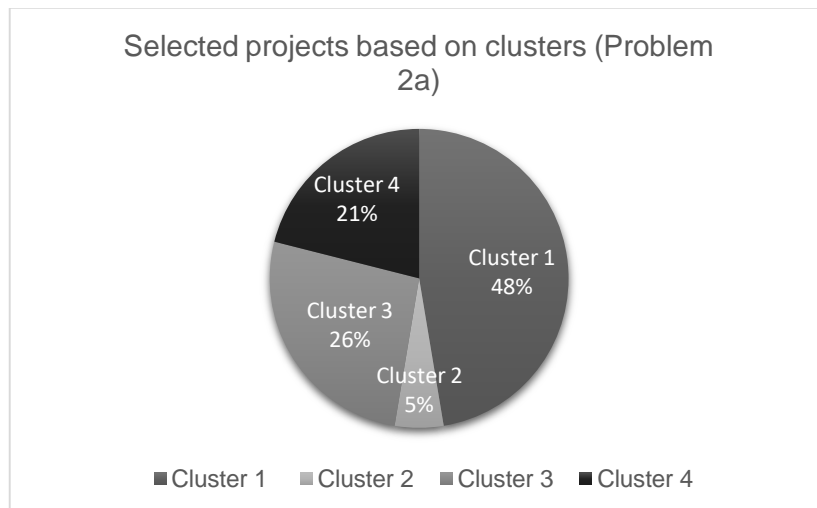 Selected projects based on clusters (Problem
2a)
Cluster 4
21%
Cluster 1
48%
Cluster 3
26%
Cluster 2
5%
Cluster 1 Cluster 2 Cluster 3 Cluster 4